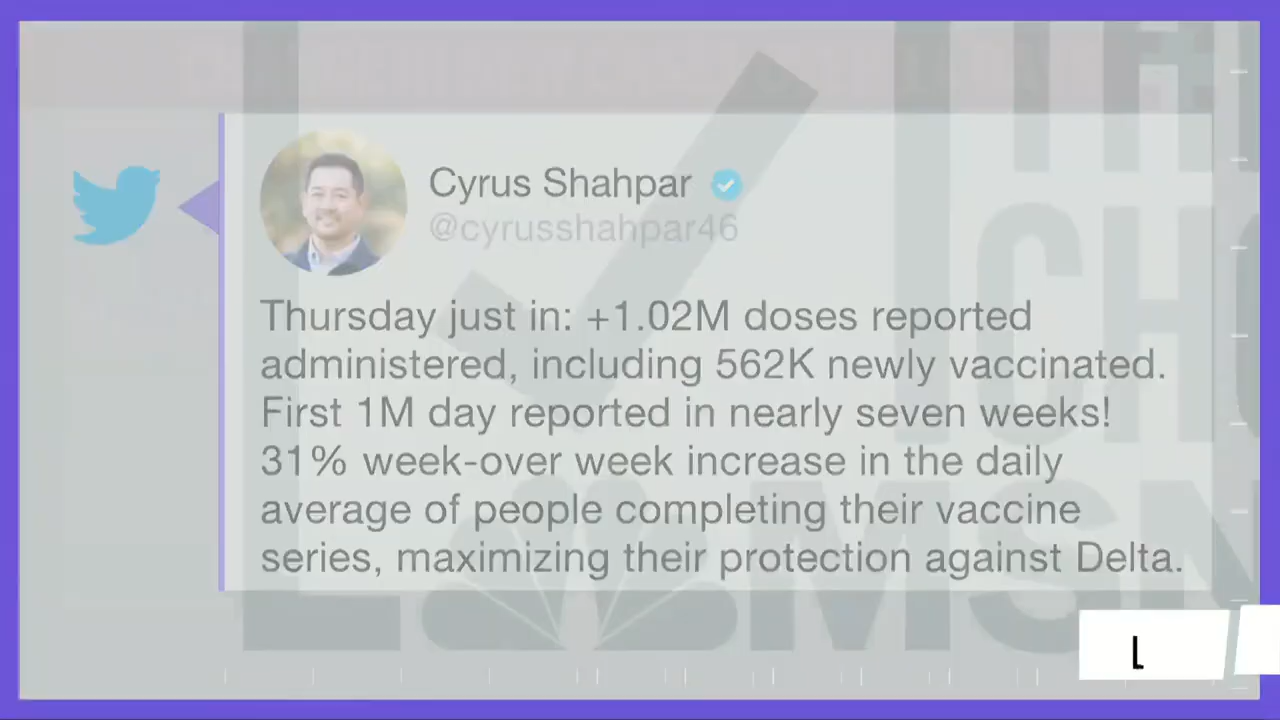 Cyrus Shahpar
@cyrusshahpar46
Thursday just in: +1.02M doses reported
administered, including 562K newly vaccinated.
First 1M day reported in nearly seven weeks!
31% week-over week increase in the daily
average of people completing their vaccine
series, maximizing their protection against Delta.
MSN
L